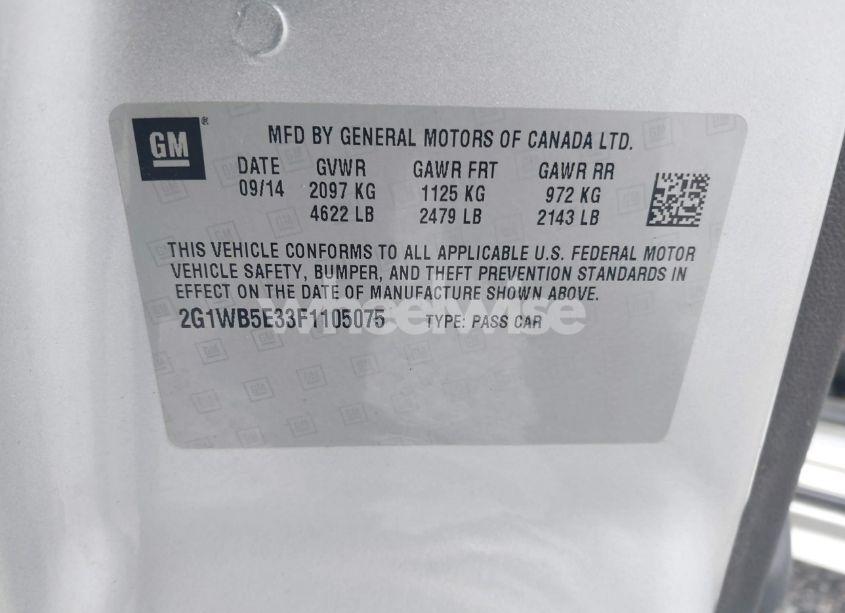 GM ®
MFD BY GENERAL MOTORS OF CANADA LTD.
DATE GVWR GAWR FRT GAWR RR
09/14 2097 KG 1125 KG 972 KG
4622 LB 2479 LB 2143 LB
THIS VEHICLE CONFORMS TO ALL APPLICABLE U.S. FEDERAL MOTOR
VEHICLE SAFETY, BUMPER, AND THEFT PREVENTION STANDARDS IN
EFFECT ON THE DATE OF MANUFACTURE SHOWN ABOVE.
2G1WB5E33F1105075 TYPE: PASS CAR
wheelwise